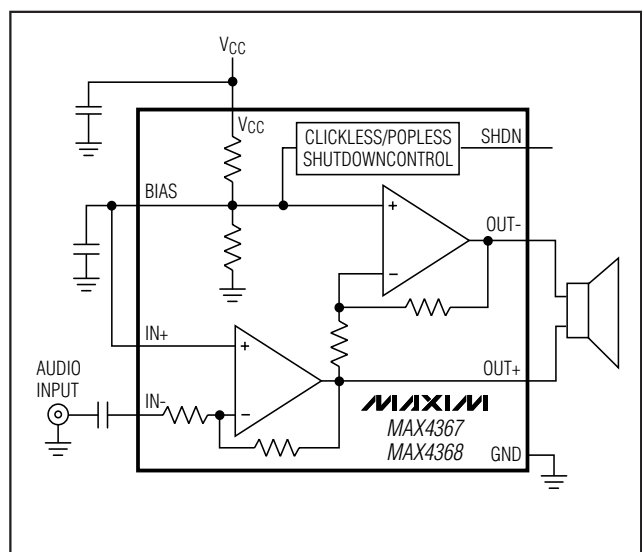 VCC
VCC
CLICKLESS/POPLESS
SHUTDOWNCONTROL
SHDN
BIAS
+
OUT-
−
IN+
+
AUDIO
INPUT
OUT+
IN-
−
MAXIM
MAX4367
MAX4368
GND